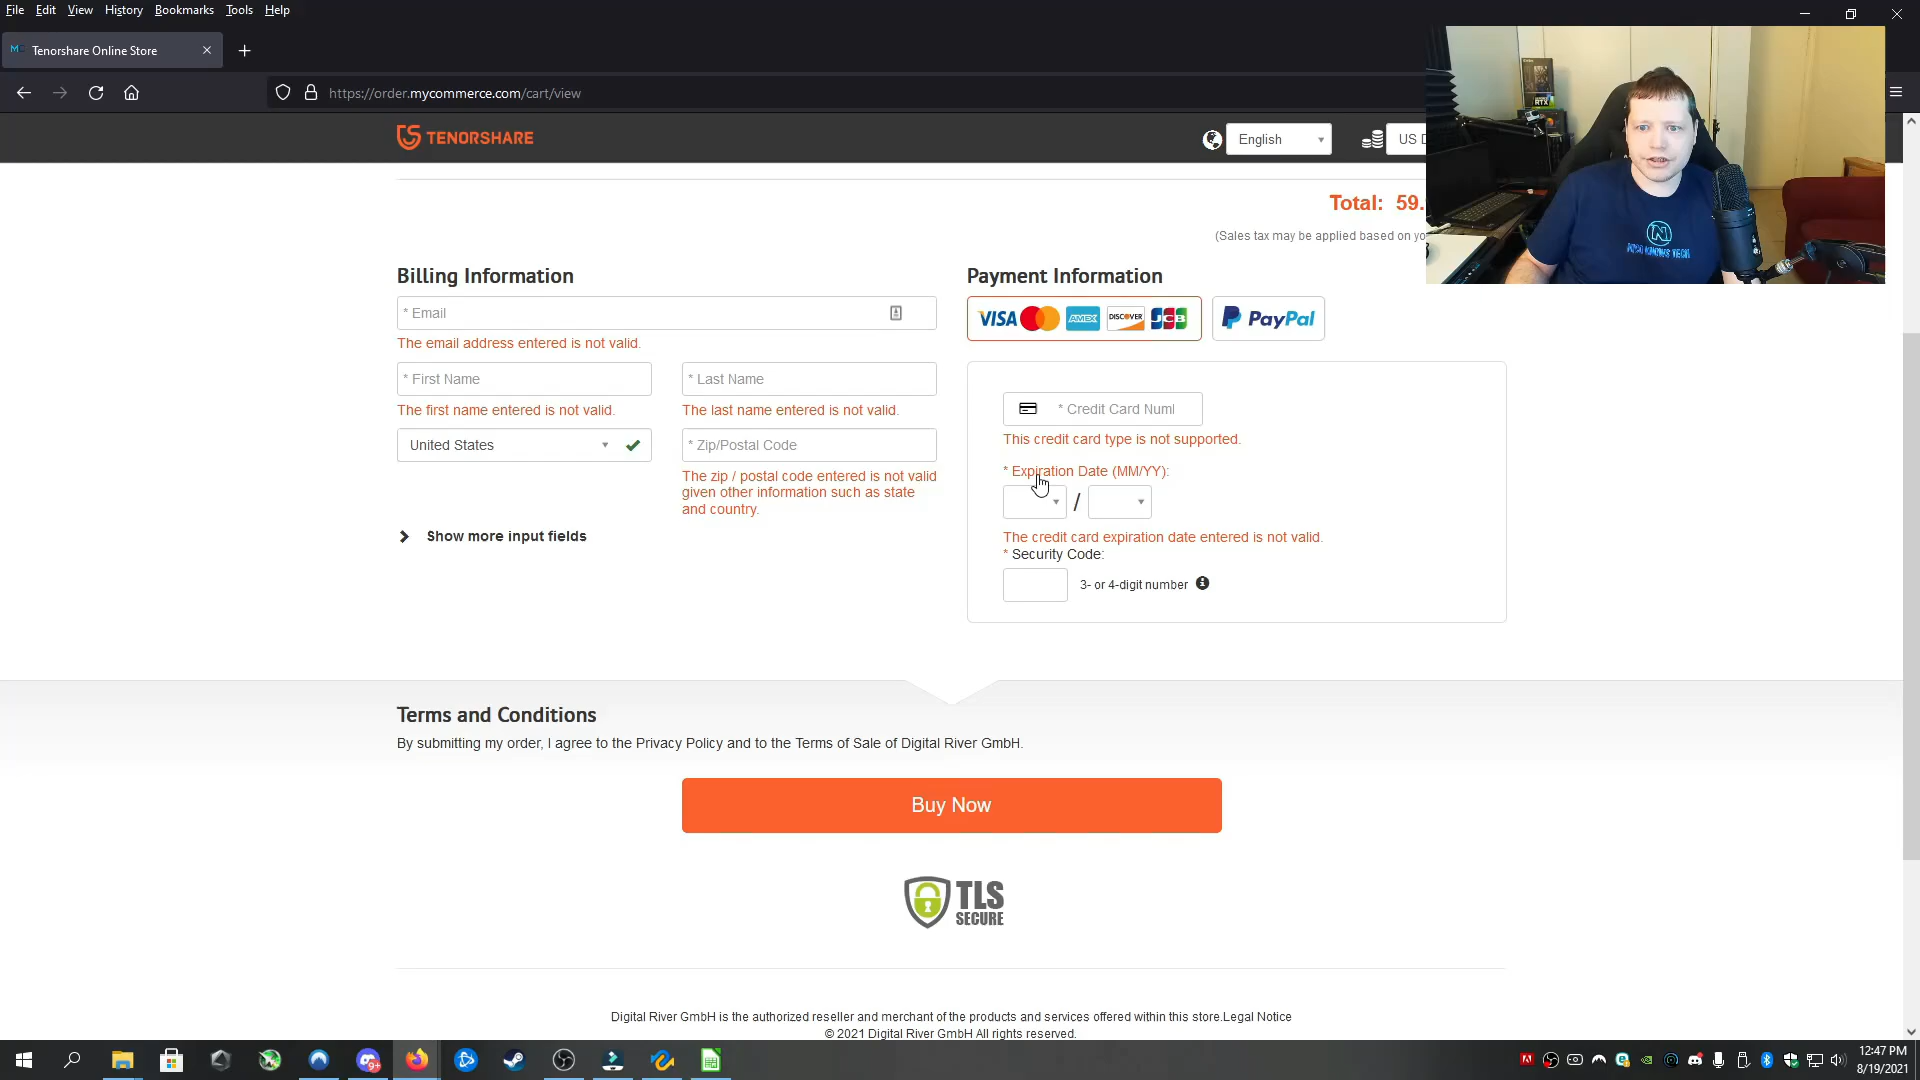 File Edit View History Bookmarks Tools Help
Tenorshare Online Store
https://order.mycommerce.com/cart/view
TENORSHARE
English
US D
Total: 59.
(Sales tax may be applied based on yo
Billing Information
* Email
The email address entered is not valid.
* First Name
* Last Name
The first name entered is not valid.
The last name entered is not valid.
United States
* Zip/Postal Code
The zip / postal code entered is not valid
given other information such as state
and country.
Show more input fields
Payment Information
VISA
AMEX
DISCOVER
JCB
PayPal
* Credit Card Numl
This credit card type is not supported.
* Expiration Date (MM/YY):
/
The credit card expiration date entered is not valid.
* Security Code:
3- or 4-digit number
Terms and Conditions
By submitting my order, I agree to the Privacy Policy and to the Terms of Sale of Digital River GmbH.
Buy Now
TLS
SECURE
Digital River GmbH is the authorized reseller and merchant of the products and services offered within this store.Legal Notice
© 2021 Digital River GmbH All rights reserved.
12:47 PM
8/19/2021